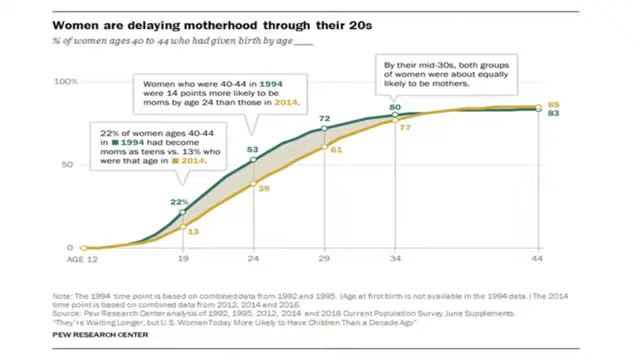 Women are delaying motherhood through their 20s
% of women ages 40 to 44 who had given birth by age ___
By their mid-30s, both groups
of women were about equally
likely to be mothers.
Women who were 40-44 in 1994
were 14 points more likely to be
moms by age 24 than those in 2014.
22% of women ages 40-44
in 1994 had become
moms as teens vs. 13% who
were that age in 2014.
100%
50
0
22%
13
53
39
72
61
80
77
85
83
AGE 12
19
24
29
34
44
Note: The 1994 time point is based on combined data from 1992 and 1995. (Age at first birth is not available in the 1994 data.) The 2014
time point is based on combined data from 2012, 2014 and 2016.
Source: Pew Research Center analysis of 1992, 1995, 2012, 2014 and 2016 Current Population Survey June Supplements.
"They're Waiting Longer, but U.S. Women Today More Likely to Have Children Than a Decade Ago"
PEW RESEARCH CENTER